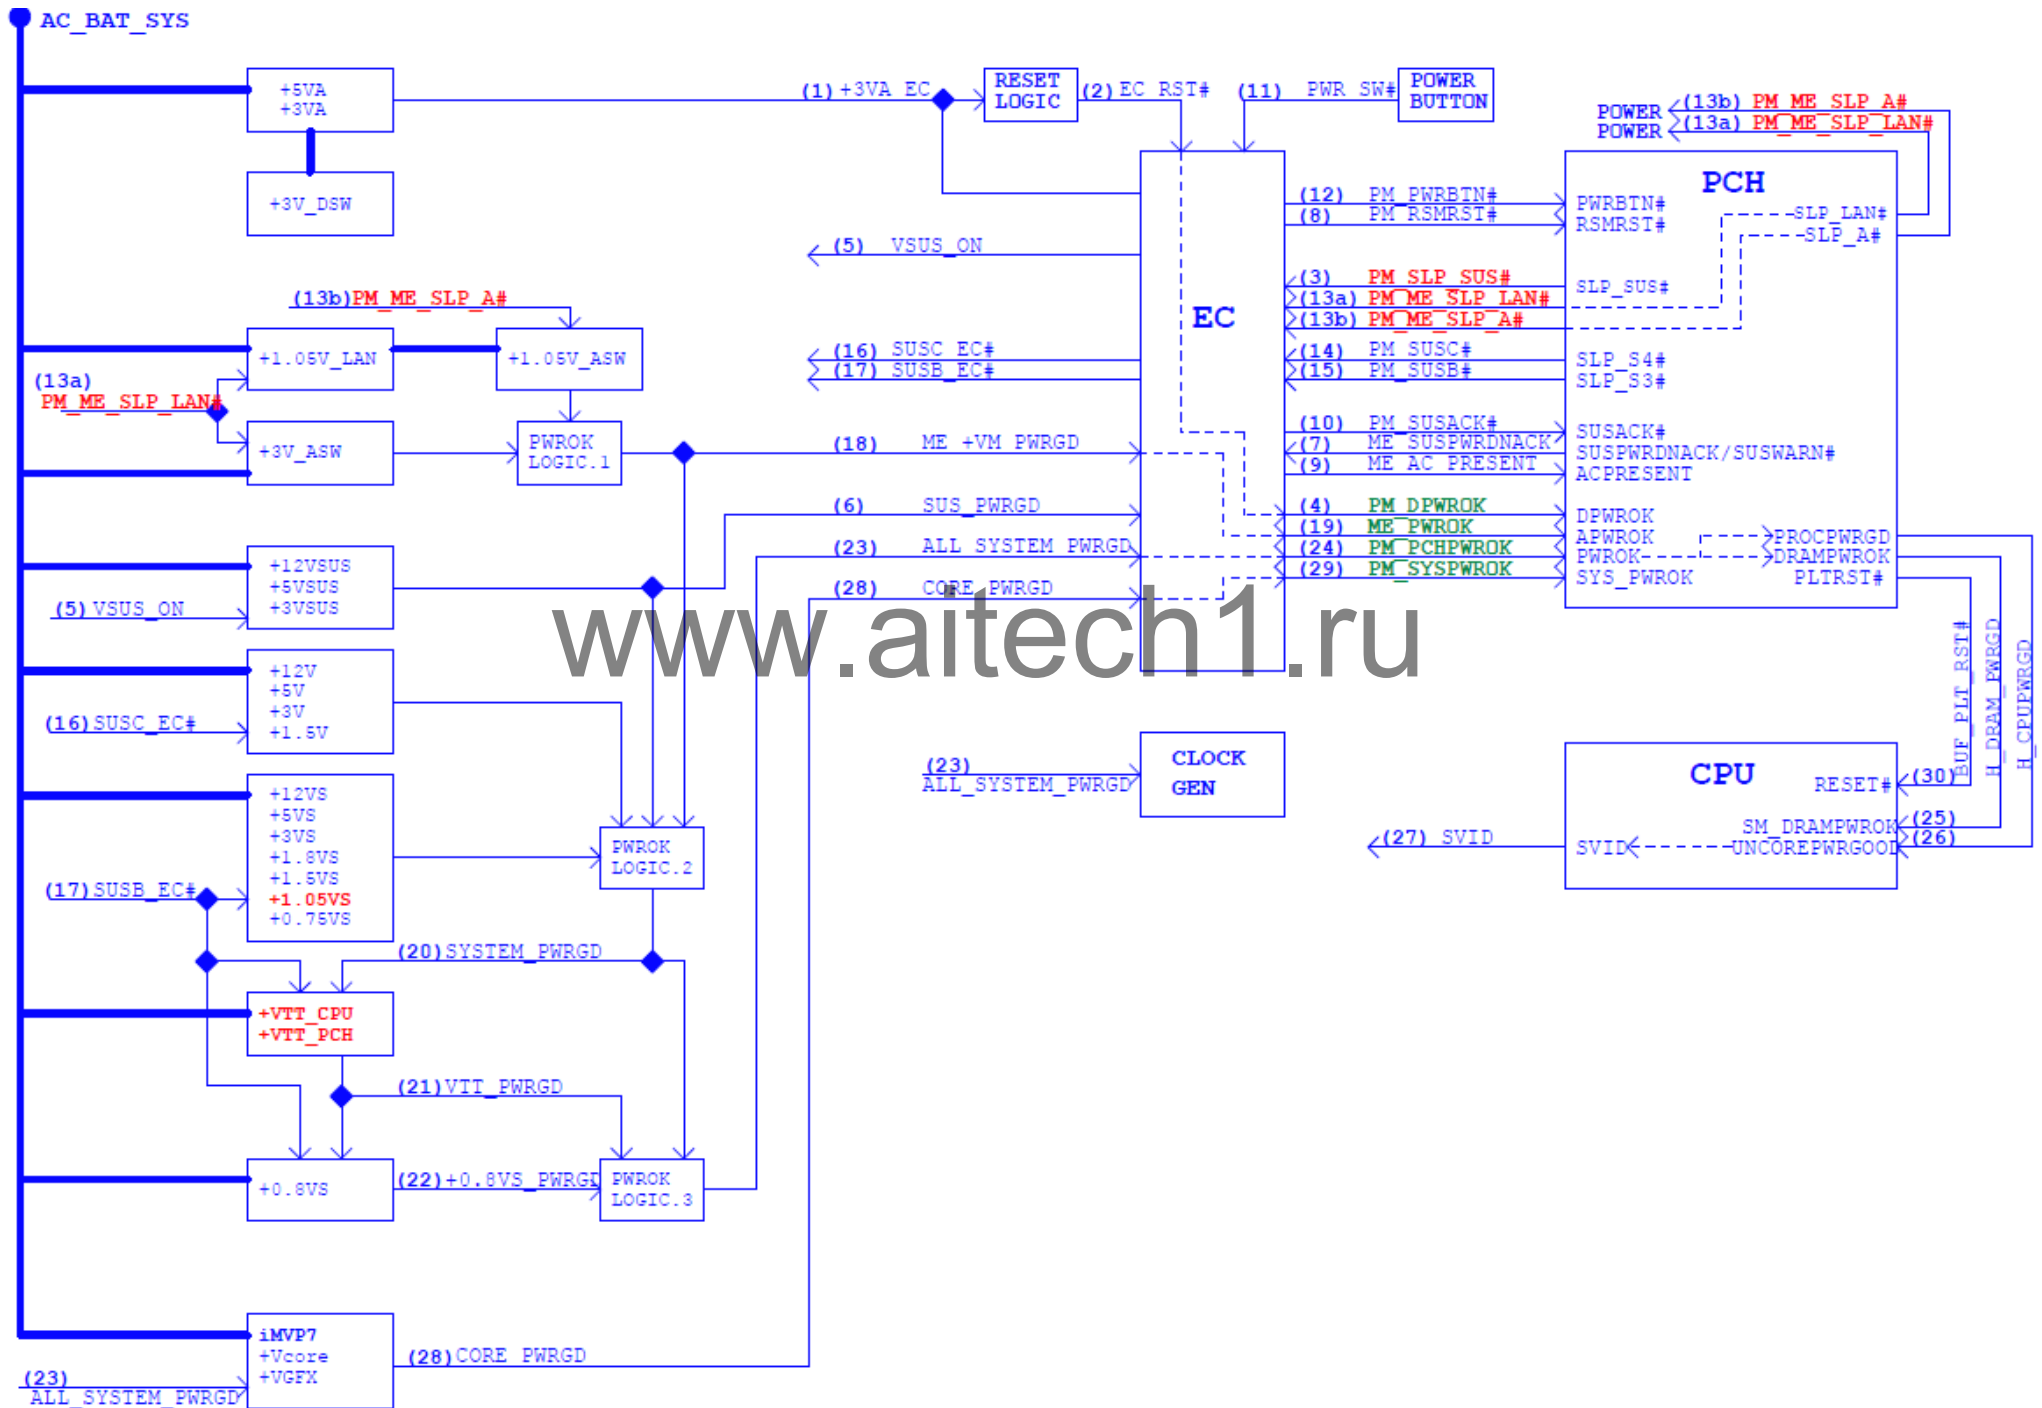 AC_BAT_SYS
+5VA
+3VA
+3V_DSW
(1) +3VA_EC
RESET
LOGIC
(2) EC_RST#
(11) PWR_SW#
POWER
BUTTON
POWER (13b) PM_ME_SLP_A#
POWER (13a) PM_ME_SLP_LAN#
EC
PCH
(12) PM_PWRBTN# PWRBTN#
(8) PM_RSMRST# RSMRST#
SLP_LAN#
SLP_A#
(5) VSUS_ON
(3) PM_SLP_SUS# SLP_SUS#
(13a) PM_ME_SLP_LAN#
(13b) PM_ME_SLP_A#
(16) SUSC_EC#
(17) SUSB_EC#
(14) PM_SUSC# SLP_S4#
(15) PM_SUSB# SLP_S3#
(10) PM_SUSACK# SUSACK#
(7) ME_SUSPWRDNACK SUSPWRDNACK/SUSWARN#
(9) ME_AC_PRESENT ACPRESENT
(4) PM_DPWROK DPWROK
(19) ME_PWROK APWROK
(24) PM_PCHPWROK PWROK
(29) PM_SYSPWROK SYS_PWROK
PROCPWRGD
DRAMPWROK
PLTRST#
(13b) PM_ME_SLP_A#
+1.05V_LAN
+1.05V_ASW
(13a)
PM_ME_SLP_LAN#
+3V_ASW
PWROK
LOGIC.1
(18) ME_+VM_PWRGD
(6) SUS_PWRGD
(23) ALL_SYSTEM_PWRGD
(28) CORE_PWRGD
+12VSUS
+5VSUS
+3VSUS
(5) VSUS_ON
www.aitech1.ru
+12V
+5V
+3V
+1.5V
(16) SUSC_EC#
+12VS
+5VS
+3VS
+1.8VS
+1.5VS
+1.05VS
+0.75VS
(17) SUSB_EC#
PWROK
LOGIC.2
(20) SYSTEM_PWRGD
+VTT_CPU
+VTT_PCH
(21) VTT_PWRGD
+0.8VS
(22) +0.8VS_PWRGD
PWROK
LOGIC.3
iMVP7
+Vcore
+VGFX
(28) CORE_PWRGD
(23)
ALL_SYSTEM_PWRGD
(23)
ALL_SYSTEM_PWRGD
CLOCK
GEN
BUF_PLT_RST#
H_DRAM_PWRGD
H_CPUPWRGD
CPU
RESET# (30)
SM_DRAMPWROK (25)
UNCOREPWRGOOD (26)
SVID
(27) SVID